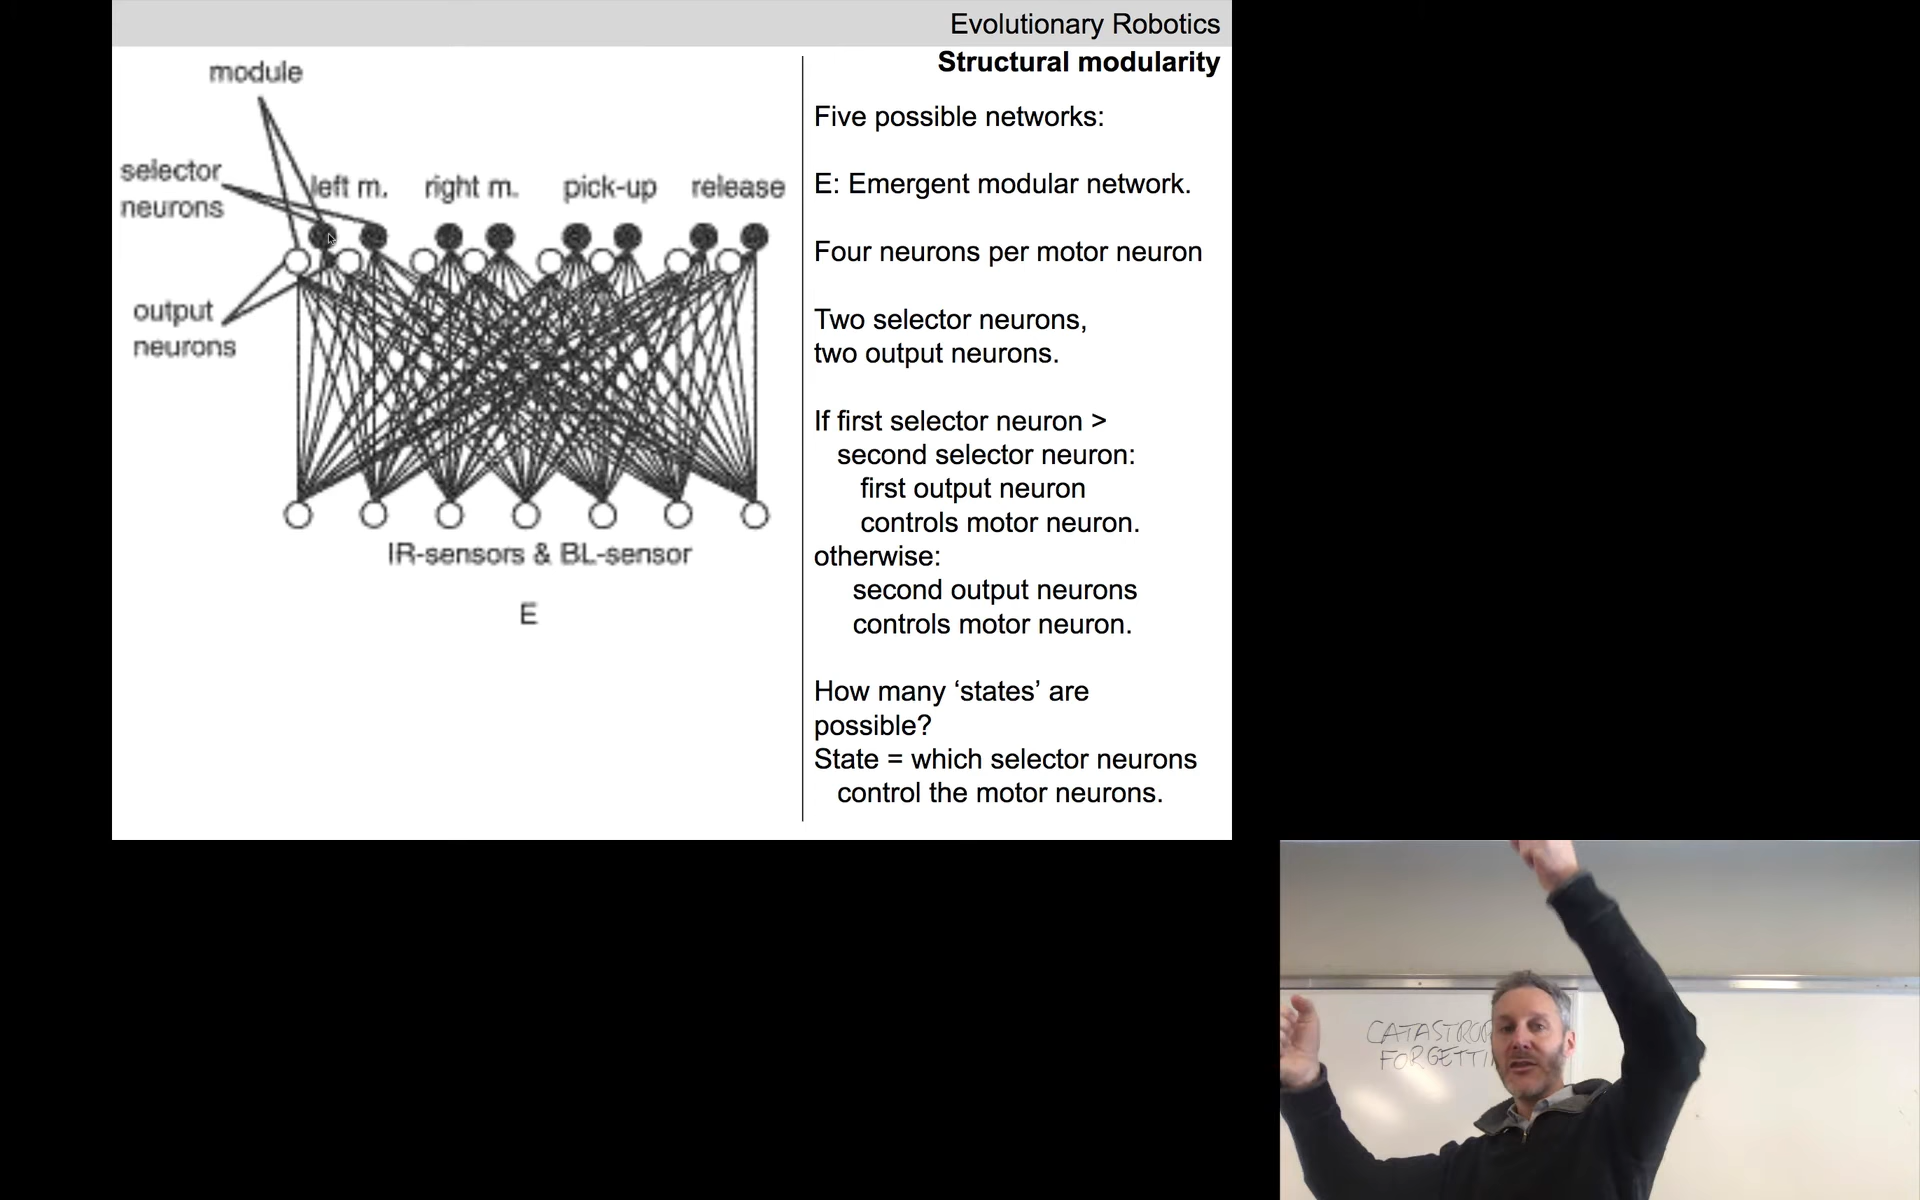 Evolutionary Robotics
Structural modularity
module
selector
neurons
left m. right m. pick-up release
output
neurons
IR-sensors & BL-sensor
E
Five possible networks:
E: Emergent modular network.
Four neurons per motor neuron
Two selector neurons,
two output neurons.
If first selector neuron >
second selector neuron:
first output neuron
controls motor neuron.
otherwise:
second output neurons
controls motor neuron.
How many ‘states’ are
possible?
State = which selector neurons
control the motor neurons.